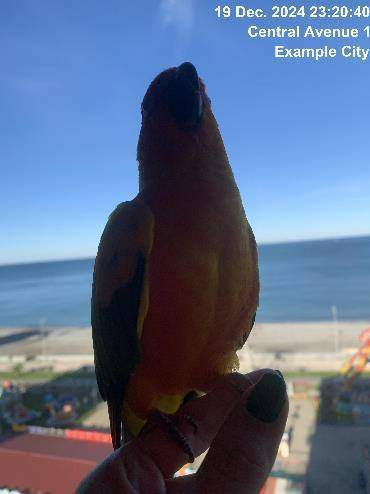 19 Dec. 2024 23:20:40
Central Avenue 1
Example City